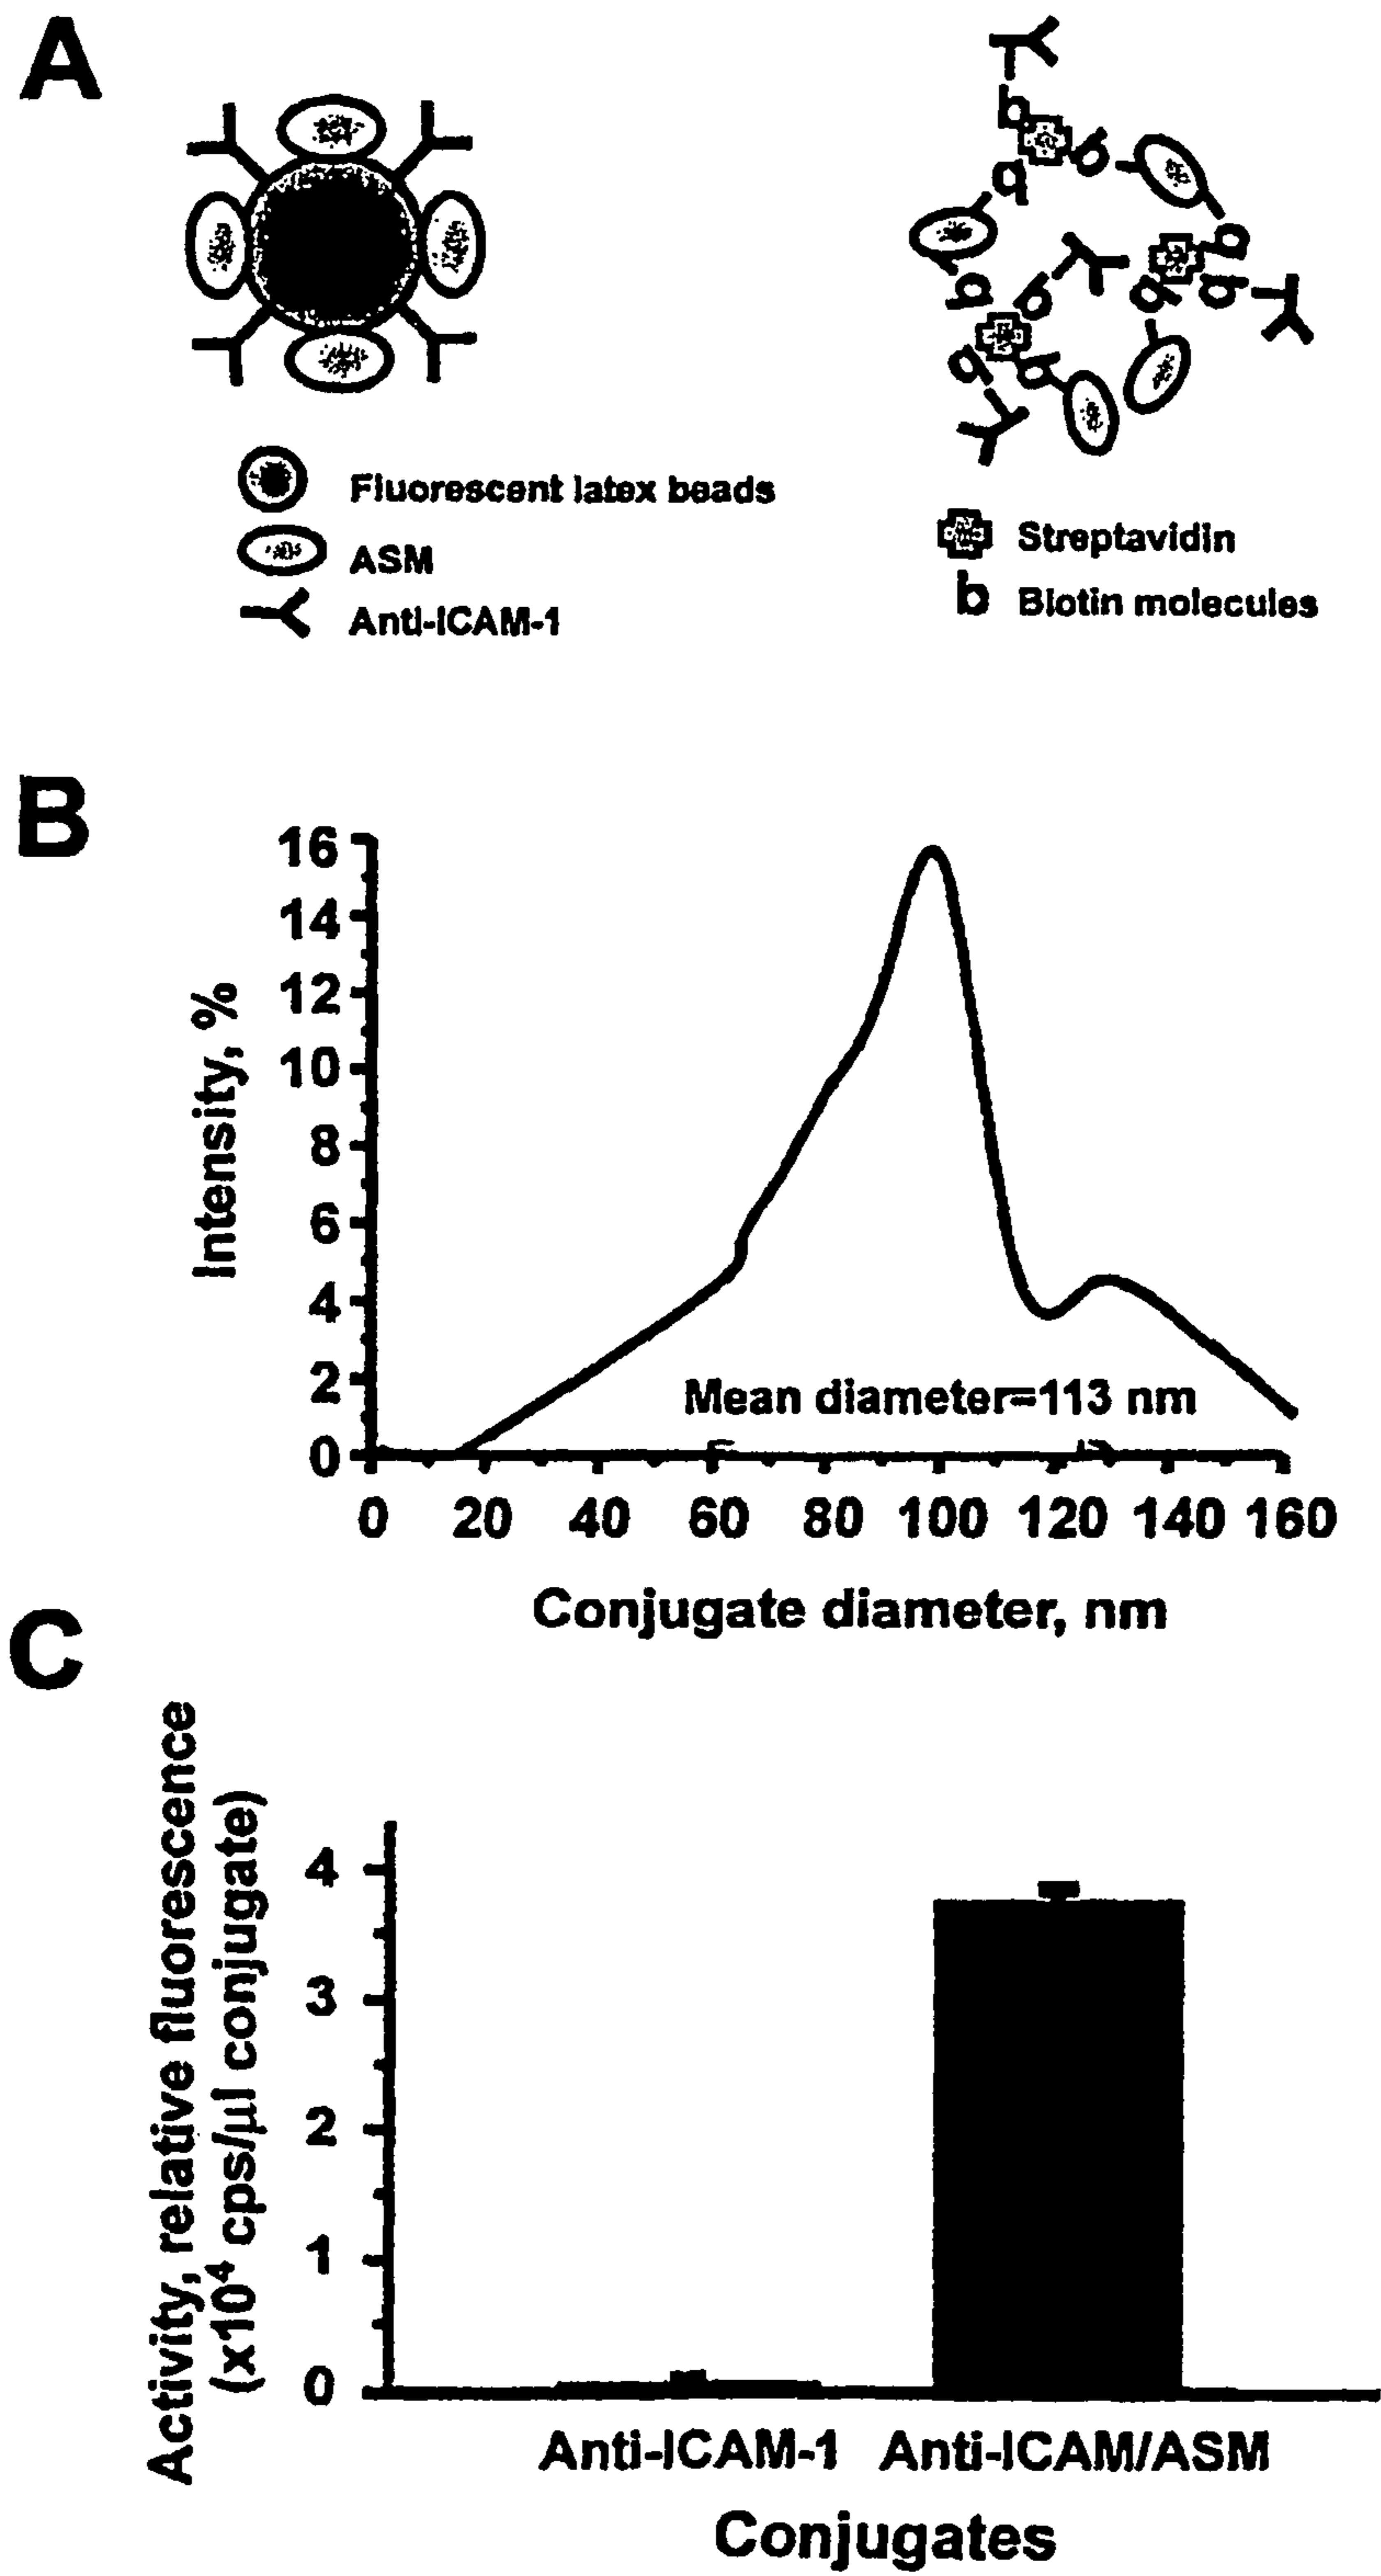 A
b
b
q
b
b
q
b
b
q
b
Fluorescent latex beads
ASM
Anti-ICAM-1
Streptavidin
b Biotin molecules
B
Intensity, %
16
14
12
10
8
6
4
2
0
Mean diameter=113 nm
0 20 40 60 80 100 120 140 160
Conjugate diameter, nm
C
Activity, relative fluorescence
(x10⁴ cps/µl conjugate)
4
3
2
1
0
Anti-ICAM-1 Anti-ICAM/ASM
Conjugates